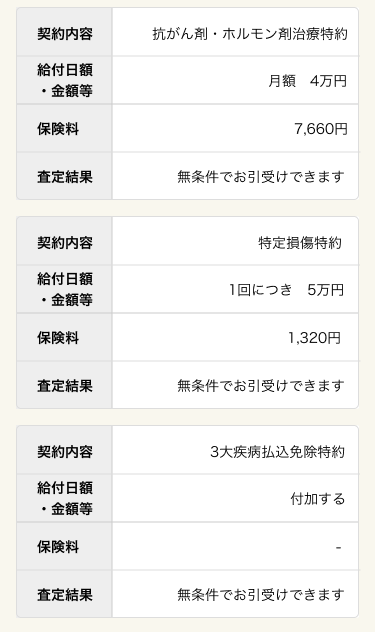 契約内容 抗がん剤・ホルモン剤治療特約
給付日額
・金額等 月額 4万円
保険料 7,660円
査定結果 無条件でお引受けできます
契約内容 特定損傷特約
給付日額
・金額等 1回につき 5万円
保険料 1,320円
査定結果 無条件でお引受けできます
契約内容 3大疾病払込免除特約
給付日額
・金額等 付加する
保険料 -
査定結果 無条件でお引受けできます